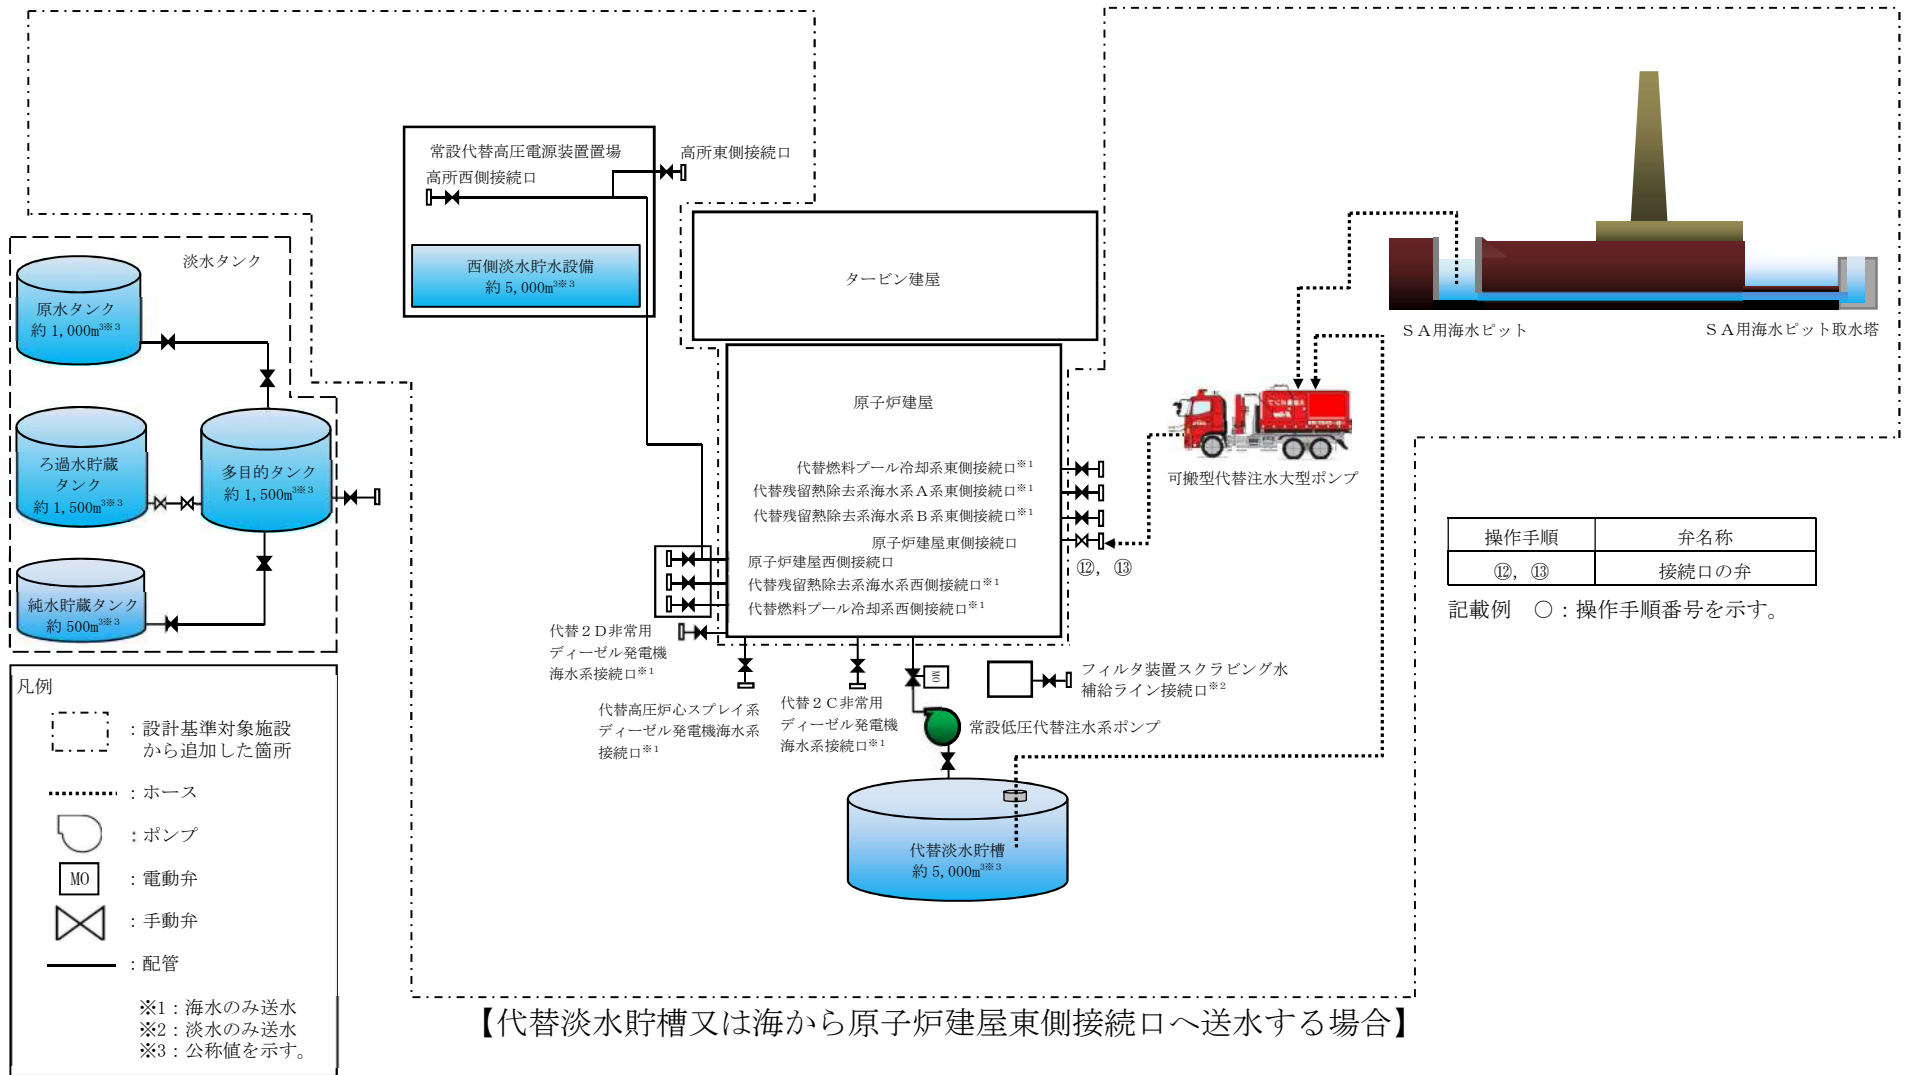 常設代替高圧電源装置置場
高所東側接続口
高所西側接続口
淡水タンク
西側淡水貯水設備
約 5,000m³※3
タービン建屋
原水タンク
約 1,000m³※3
SA用海水ピット
SA用海水ピット取水塔
原子炉建屋
ろ過水貯蔵
タンク
約 1,500m³※3
多目的タンク
約 1,500m³※3
代替燃料プール冷却系東側接続口※1
代替残留熱除去系海水系A系東側接続口※1
代替残留熱除去系海水系B系東側接続口※1
原子炉建屋東側接続口
⑫，⑬
可搬型代替注水大型ポンプ
操作手順 弁名称
⑫，⑬ 接続口の弁
記載例　○：操作手順番号を示す。
原子炉建屋西側接続口
代替残留熱除去系海水系西側接続口※1
代替燃料プール冷却系西側接続口※1
純水貯蔵タンク
約 500m³※3
代替2D非常用
ディーゼル発電機
海水系接続口※1
代替高圧炉心スプレイ系
ディーゼル発電機海水系
接続口※1
代替2C非常用
ディーゼル発電機
海水系接続口※1
MO
フィルタ装置スクラビング水
補給ライン接続口※2
常設低圧代替注水系ポンプ
代替淡水貯槽
約 5,000m³※3
凡例
：設計基準対象施設
から追加した箇所
：ホース
：ポンプ
MO ：電動弁
：手動弁
：配管
※1：海水のみ送水
※2：淡水のみ送水
※3：公称値を示す。
【代替淡水貯槽又は海から原子炉建屋東側接続口へ送水する場合】